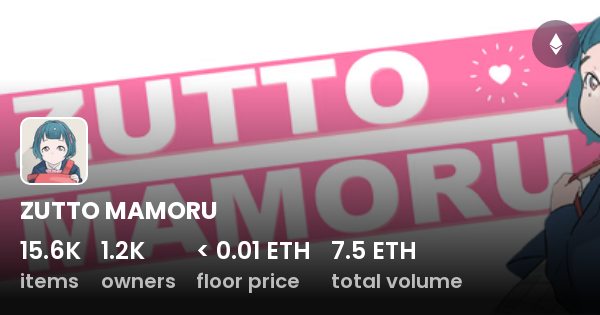 ZUTTO
MAMORU
ZUTTO MAMORU
15.6K 1.2K < 0.01 ETH 7.5 ETH
items owners floor price total volume